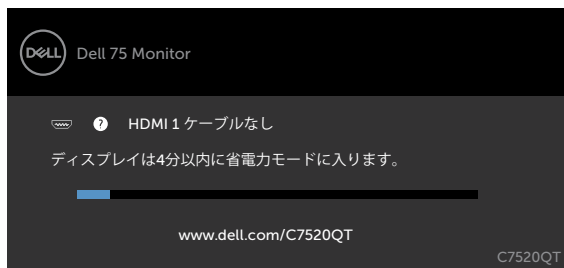 DELL
Dell 75 Monitor
? HDMI 1 ケーブルなし
ディスプレイは4分以内に省電力モードに入ります。
www.dell.com/C7520QT
C7520QT